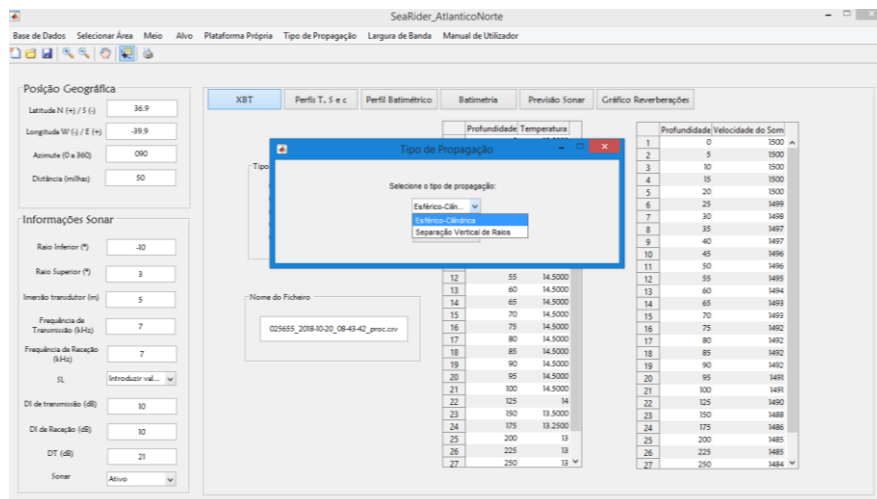 SeaRider_AtlanticoNorte
Base de Dados Selecionar Área Meio Alvo Plataforma Própria Tipo de Propagação Largura de Banda Manual de Utilizador
Posição Geográfica
Latitude N (+) / S (-) 36.9
Longitude W (-) / E (+) -39.9
Azimute (0 a 360) 090
Distância (milhas) 50
Informações Sonar
Raio Inferior (º) -10
Raio Superior (º) 3
Imersão transdutor (m) 5
Frequência de Transmissão (kHz) 7
Frequência de Receção (kHz) 7
SL Introduzir val...
DI de transmissão (dB) 10
DI de Receção (dB) 10
DT (dB) 21
Sonar Ativo
XBT Perfis T, S e c Perfil Batimétrico Batimetria Previsão Sonar Gráfico Reverberações
Tipo
Tipo de Propagação
Selecione o tipo de propagação:
Esférico-Cilín...
Esférico-Cilíndrica
Separação Vertical de Raios
Nome do Ficheiro
025655_2018-10-20_08-43-42_proc.csv
Profundidade Temperatura
12 55 14.5000
13 60 14.5000
14 65 14.5000
15 70 14.5000
16 75 14.5000
17 80 14.5000
18 85 14.5000
19 90 14.5000
20 95 14.5000
21 100 14.5000
22 125 14
23 150 13.5000
24 175 13.2500
25 200 13
26 225 13
27 250 13
Profundidade Velocidade do Som
1 0 1500
2 5 1500
3 10 1500
4 15 1500
5 20 1500
6 25 1499
7 30 1498
8 35 1497
9 40 1497
10 45 1496
11 50 1496
12 55 1495
13 60 1494
14 65 1493
15 70 1493
16 75 1492
17 80 1492
18 85 1492
19 90 1492
20 95 1491
21 100 1491
22 125 1490
23 150 1488
24 175 1486
25 200 1485
26 225 1485
27 250 1484